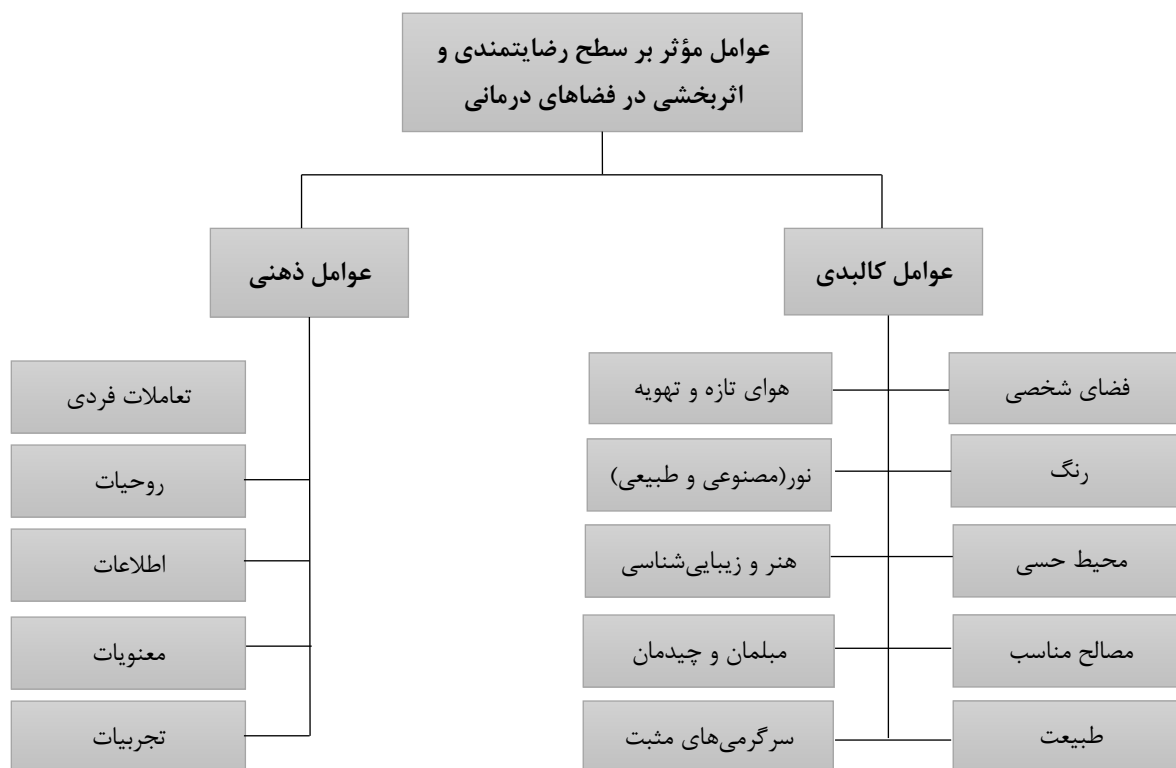 عوامل مؤثر بر سطح رضایتمندی و
اثربخشی در فضاهای درمانی
عوامل کالبدی
عوامل ذهنی
فضای شخصی
هوای تازه و تهویه
رنگ
نور(مصنوعی و طبیعی)
محیط حسی
هنر و زیبایی‌شناسی
مصالح مناسب
مبلمان و چیدمان
طبیعت
سرگرمی‌های مثبت
تعاملات فردی
روحیات
اطلاعات
معنویات
تجربیات